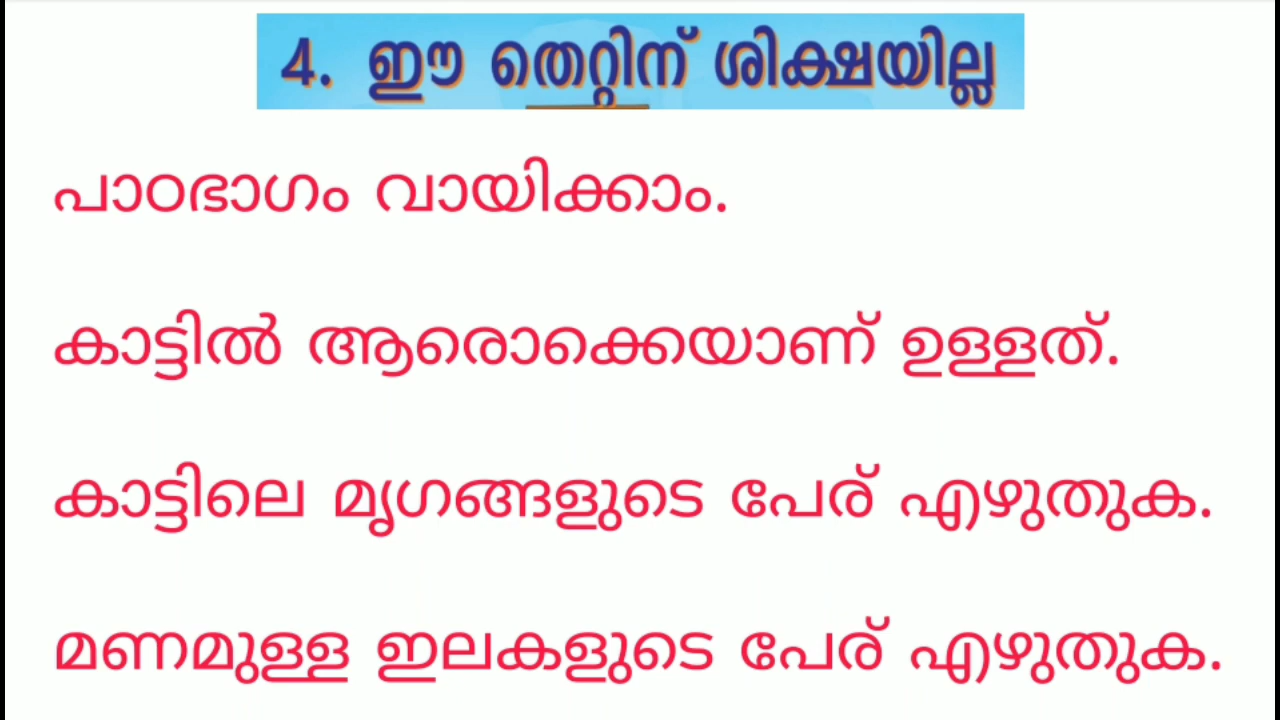 4. ഈ തെറ്റിന് ശിക്ഷയില്ല
പാഠഭാഗം വായിക്കാം.
കാട്ടിൽ ആരൊക്കെയാണ് ഉള്ളത്.
കാട്ടിലെ മൃഗങ്ങളുടെ പേര് എഴുതുക.
മണമുള്ള ഇലകളുടെ പേര് എഴുതുക.